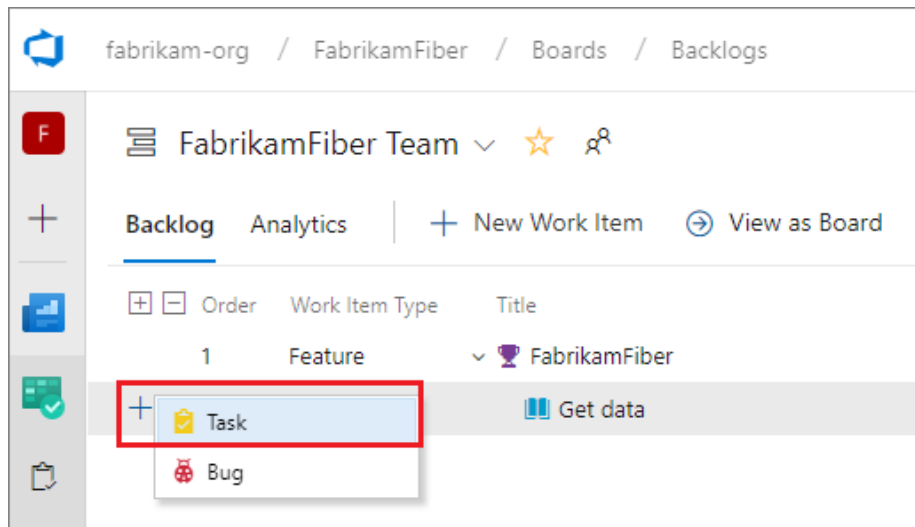 fabrikam-org / FabrikamFiber / Boards / Backlogs
F
FabrikamFiber Team
Backlog Analytics + New Work Item View as Board
Order Work Item Type Title
1 Feature FabrikamFiber
+ Task Get data
Bug